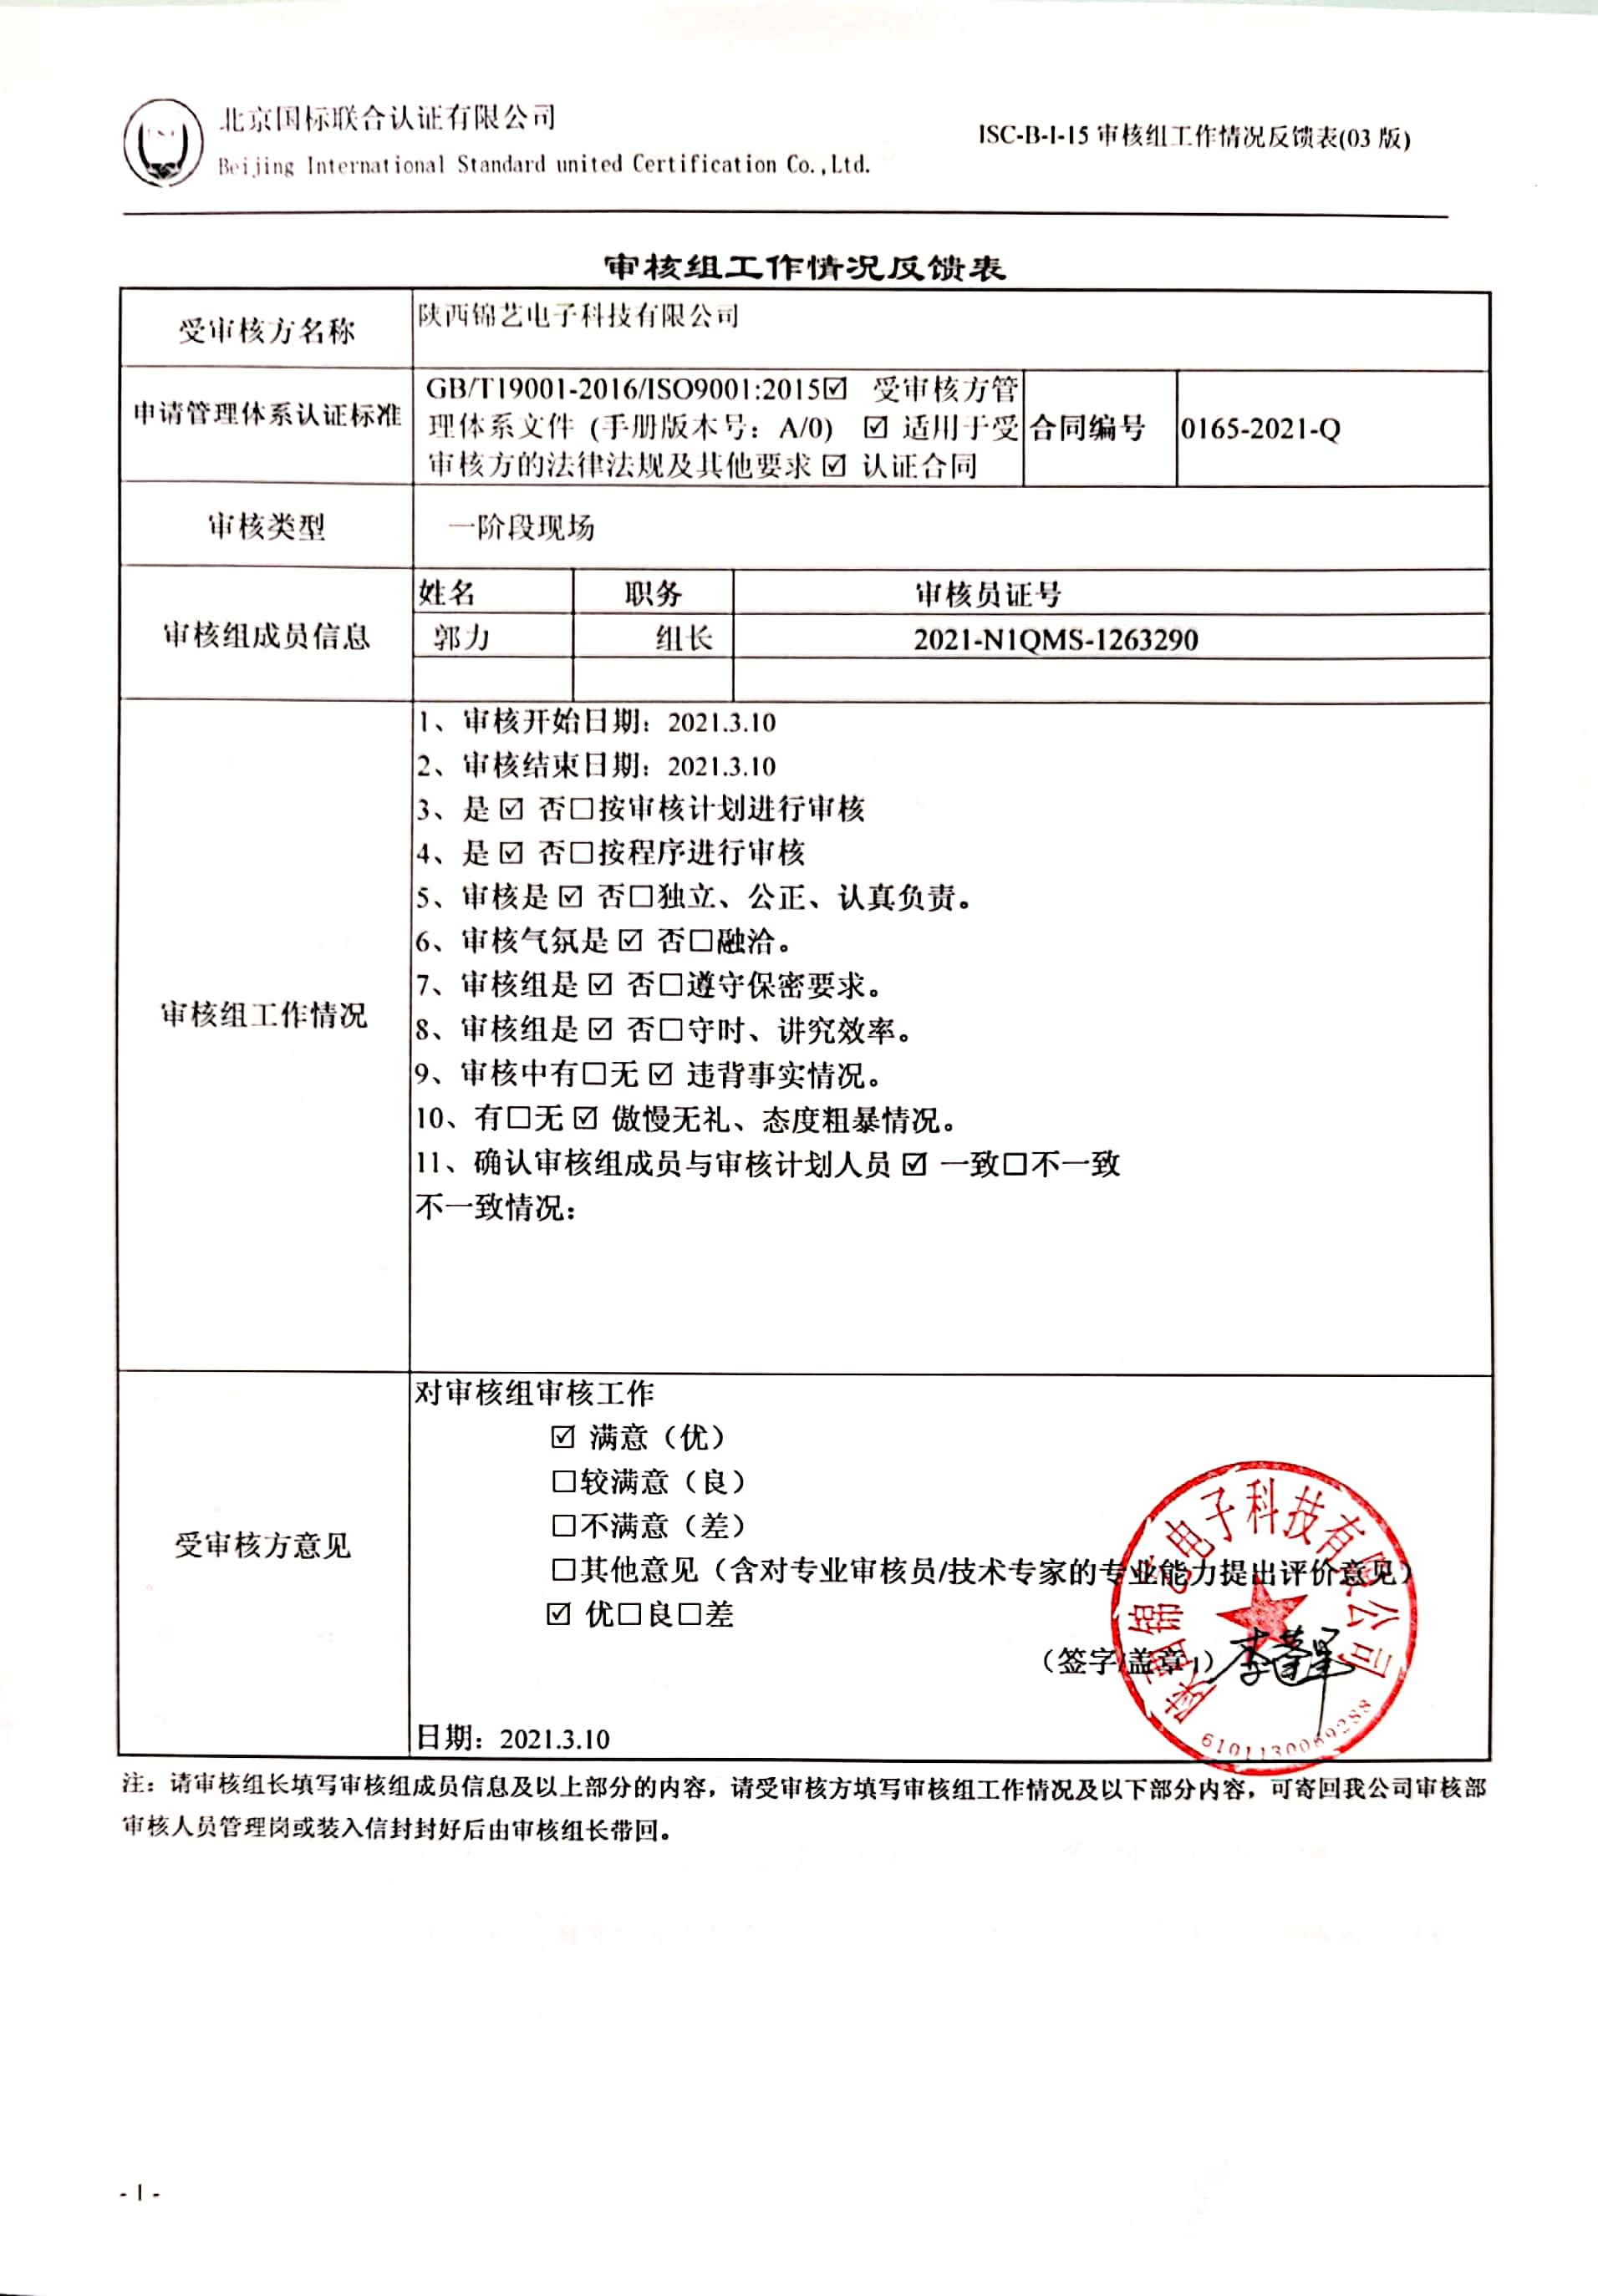 北京国标联合认证有限公司
Beijing International Standard united Certification Co.,Ltd.
ISC-B-I-15 审核组工作情况反馈表(03 版)
审核组工作情况反馈表
受审核方名称
陕西锦艺电子科技有限公司
申请管理体系认证标准
GB/T19001-2016/ISO9001:2015☑ 受审核方管
理体系文件 (手册版本号：A/0) ☑ 适用于受
审核方的法律法规及其他要求 ☑ 认证合同
合同编号
0165-2021-Q
审核类型
一阶段现场
审核组成员信息
姓名 职务 审核员证号
郭力 组长 2021-N1QMS-1263290
审核组工作情况
1、审核开始日期：2021.3.10
2、审核结束日期：2021.3.10
3、是 ☑ 否□按审核计划进行审核
4、是 ☑ 否□按程序进行审核
5、审核是 ☑ 否□独立、公正、认真负责。
6、审核气氛是 ☑ 否□融洽。
7、审核组是 ☑ 否□遵守保密要求。
8、审核组是 ☑ 否□守时、讲究效率。
9、审核中有□无 ☑ 违背事实情况。
10、有□无 ☑ 傲慢无礼、态度粗暴情况。
11、确认审核组成员与审核计划人员 ☑ 一致□不一致
不一致情况：
受审核方意见
对审核组审核工作
☑ 满意（优）
□较满意（良）
□不满意（差）
□其他意见（含对专业审核员/技术专家的专业能力提出评价意见）
☑ 优□良□差
（签字/盖章）
陕西锦艺电子科技有限公司
6101130069288
日期：2021.3.10
注：请审核组长填写审核组成员信息及以上部分的内容，请受审核方填写审核组工作情况及以下部分内容，可寄回我公司审核部
审核人员管理岗或装入信封封好后由审核组长带回。
- 1 -